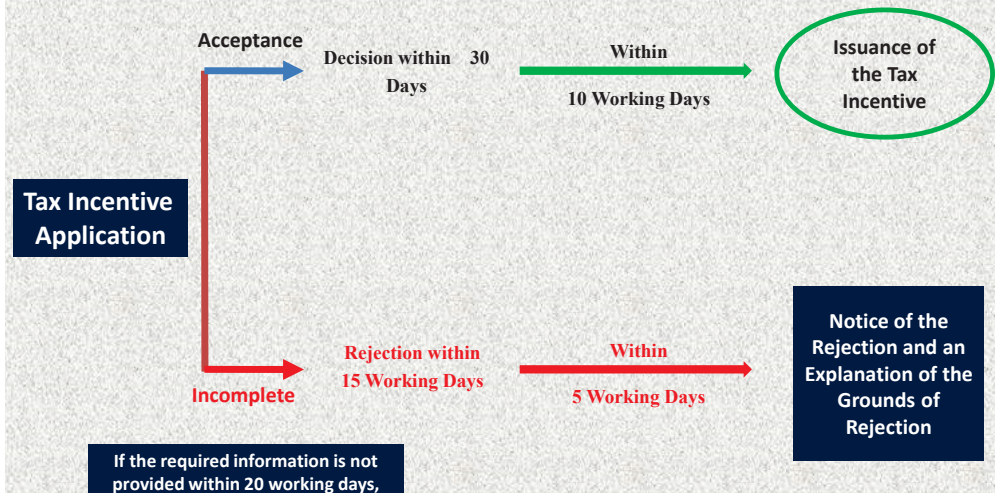 Acceptance
Decision within 30
Days
Within
10 Working Days
Issuance of
the Tax
Incentive
Tax Incentive
Application
Incomplete
Rejection within
15 Working Days
Within
5 Working Days
Notice of the
Rejection and an
Explanation of the
Grounds of
Rejection
If the required information is not
provided within 20 working days,